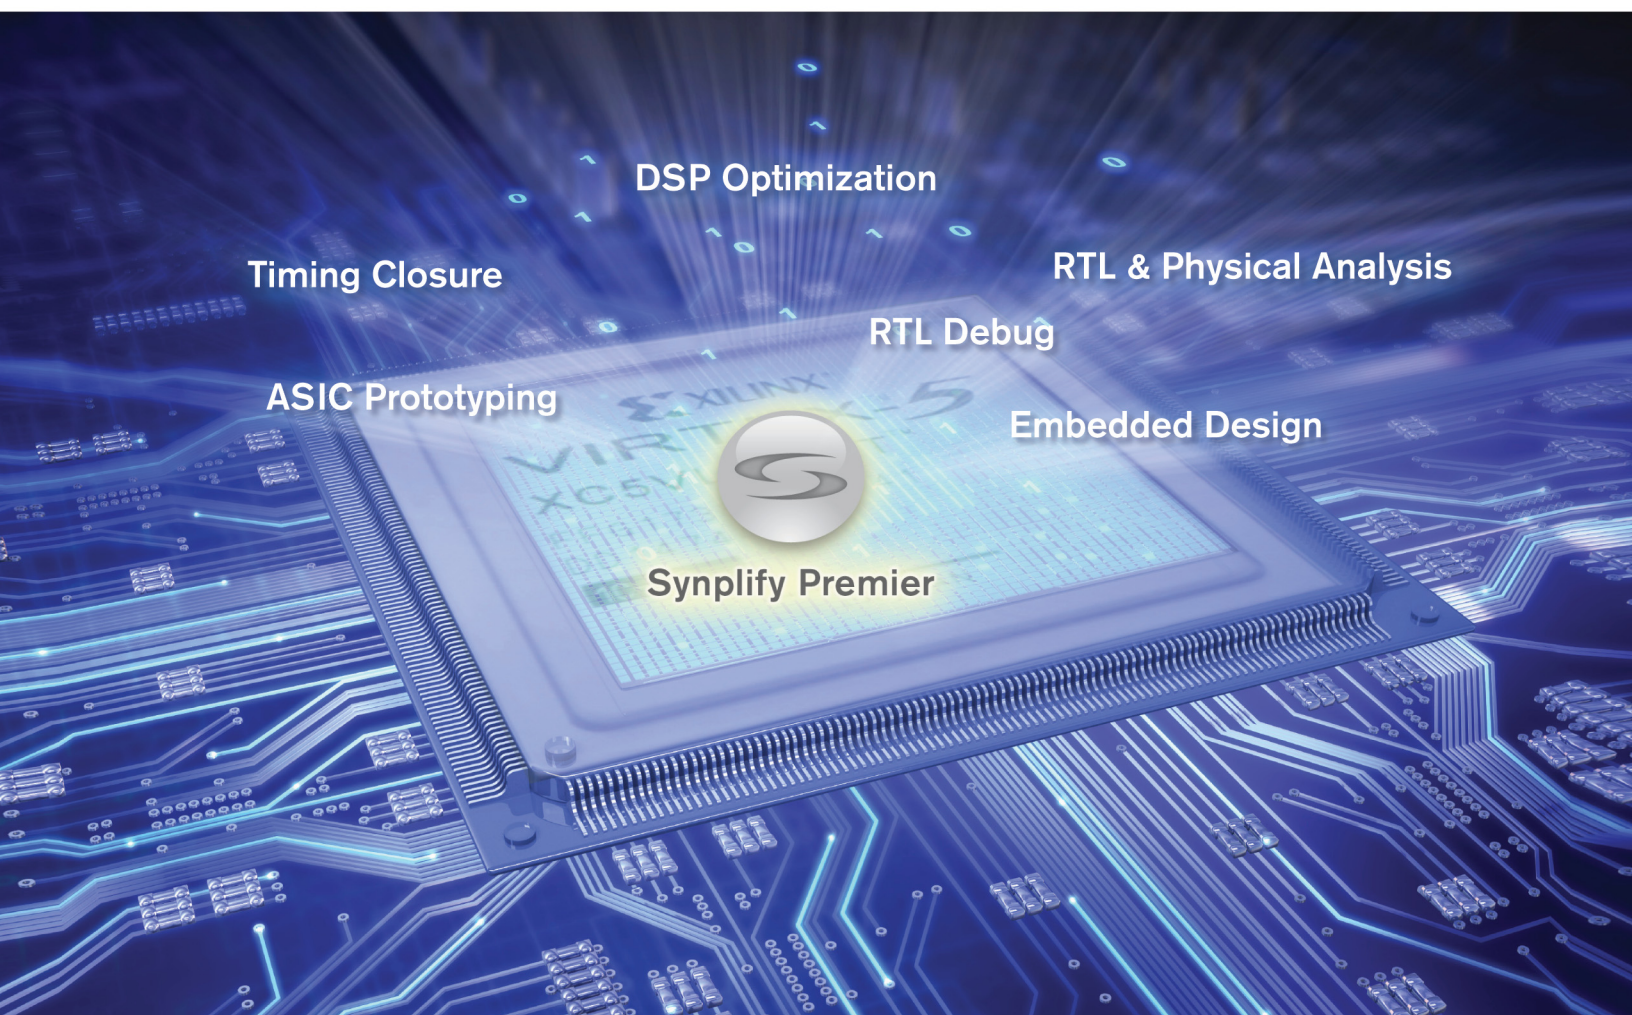 DSP Optimization
Timing Closure
RTL & Physical Analysis
RTL Debug
ASIC Prototyping
XILINX
Embedded Design
Synplify Premier